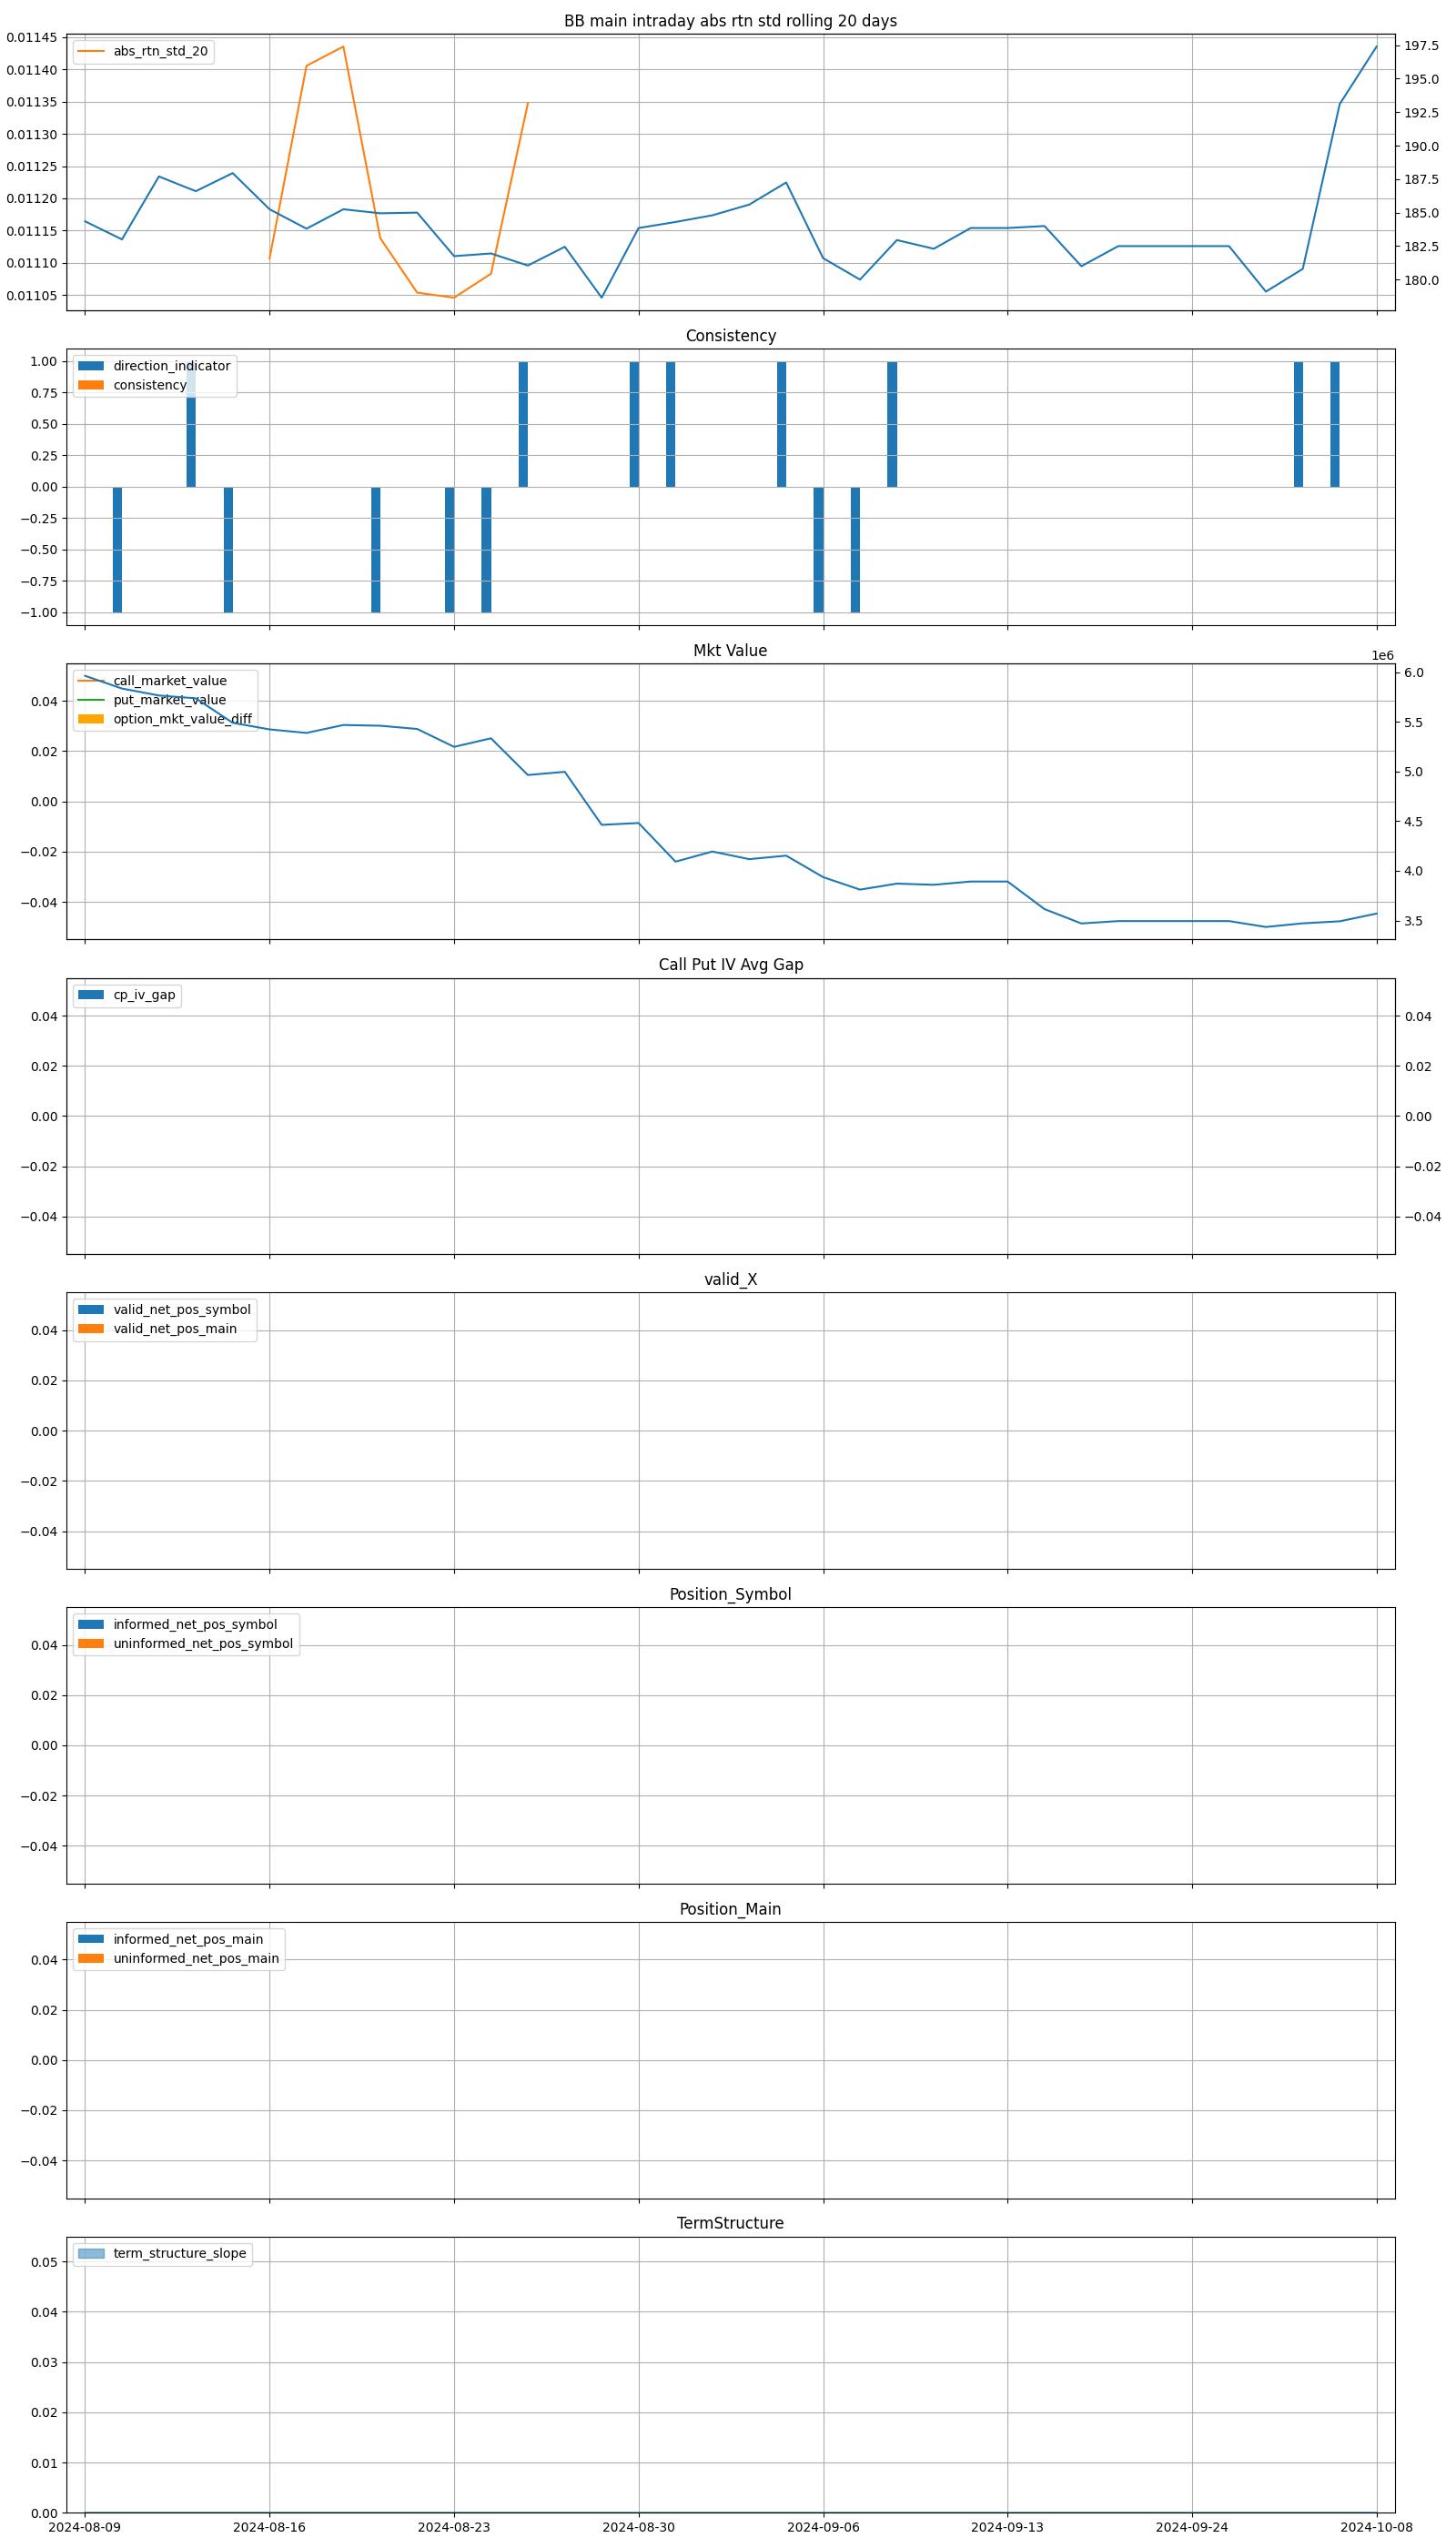 BB main intraday abs rtn std rolling 20 days
abs_rtn_std_20
0.01145
0.01140
0.01135
0.01130
0.01125
0.01120
0.01115
0.01110
0.01105
197.5
195.0
192.5
190.0
187.5
185.0
182.5
180.0
Consistency
direction_indicator
consistency
1.00
0.75
0.50
0.25
0.00
−0.25
−0.50
−0.75
−1.00
Mkt Value
1e6
call_market_value
put_market_value
option_mkt_value_diff
0.04
0.02
0.00
−0.02
−0.04
6.0
5.5
5.0
4.5
4.0
3.5
Call Put IV Avg Gap
cp_iv_gap
0.04
0.02
0.00
−0.02
−0.04
0.04
0.02
0.00
−0.02
−0.04
valid_X
valid_net_pos_symbol
valid_net_pos_main
0.04
0.02
0.00
−0.02
−0.04
Position_Symbol
informed_net_pos_symbol
uninformed_net_pos_symbol
0.04
0.02
0.00
−0.02
−0.04
Position_Main
informed_net_pos_main
uninformed_net_pos_main
0.04
0.02
0.00
−0.02
−0.04
TermStructure
term_structure_slope
0.05
0.04
0.03
0.02
0.01
0.00
2024-08-09 2024-08-16 2024-08-23 2024-08-30 2024-09-06 2024-09-13 2024-09-24 2024-10-08